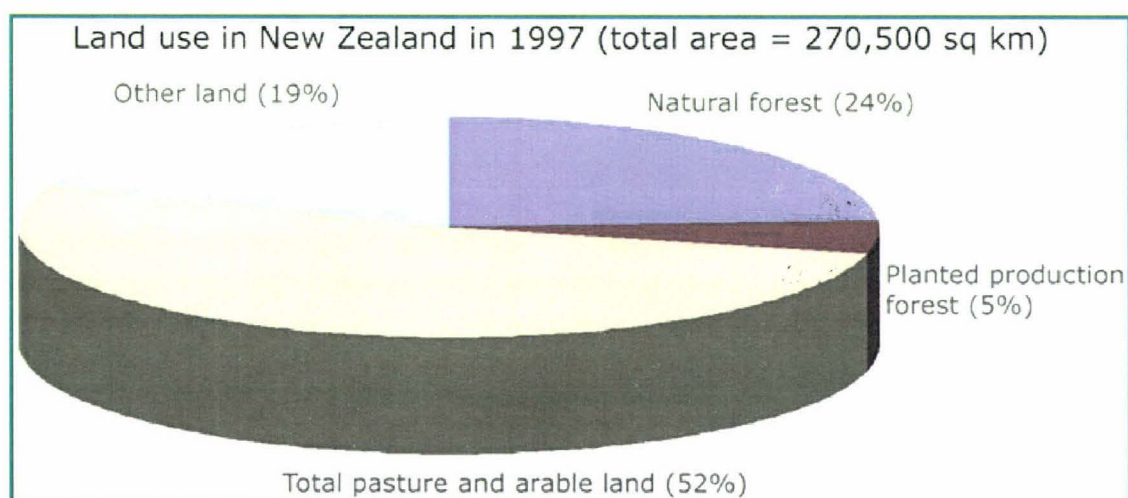 Land use in New Zealand in 1997 (total area = 270,500 sq km)
Other land (19%)
Natural forest (24%)
Planted production
forest (5%)
Total pasture and arable land (52%)